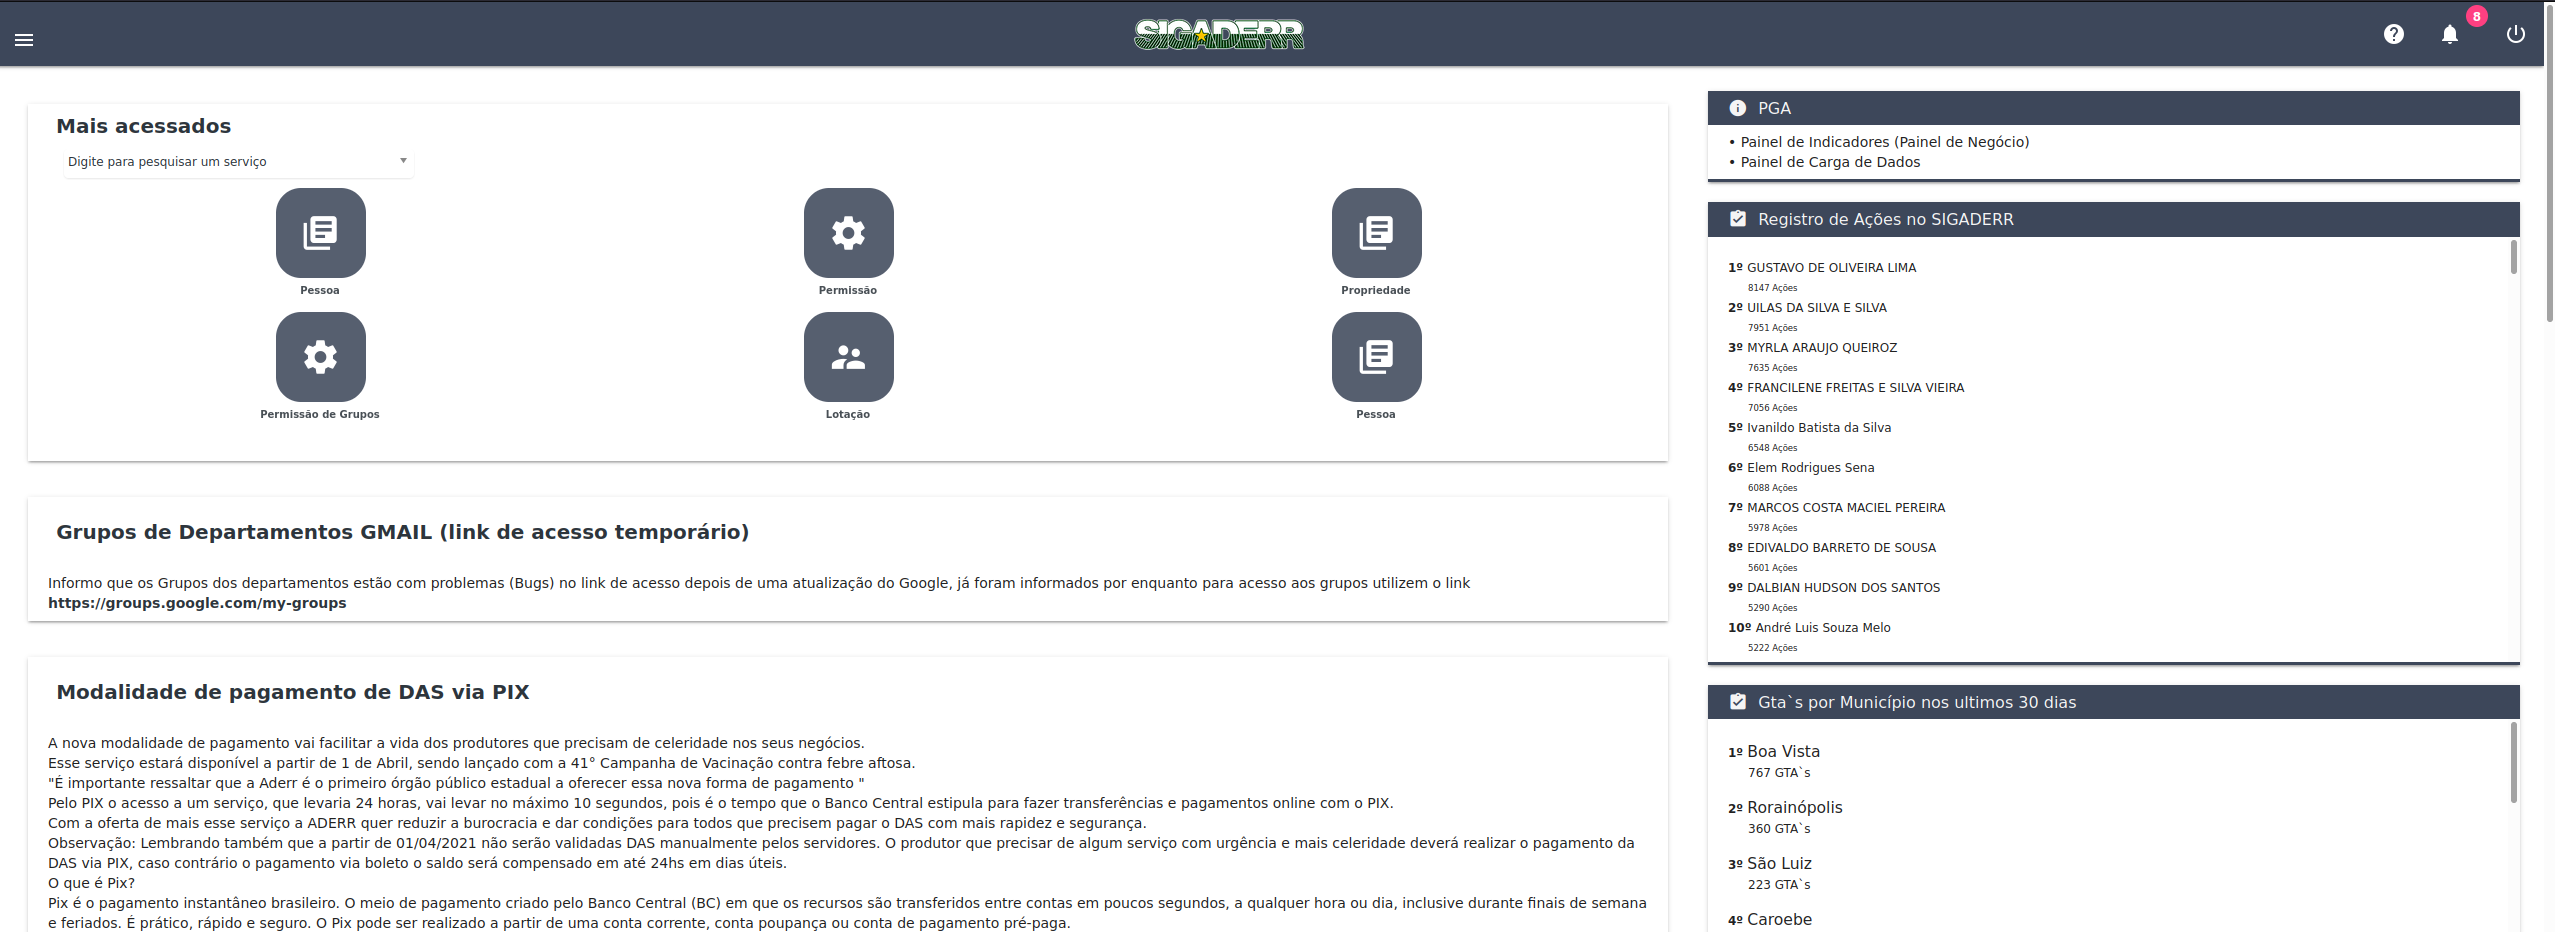 SIGADERR
8
Mais acessados
Digite para pesquisar um serviço
Pessoa
Permissão
Propriedade
Permissão de Grupos
Lotação
Pessoa
Grupos de Departamentos GMAIL (link de acesso temporário)
Informo que os Grupos dos departamentos estão com problemas (Bugs) no link de acesso depois de uma atualização do Google, já foram informados por enquanto para acesso aos grupos utilizem o link
https://groups.google.com/my-groups
Modalidade de pagamento de DAS via PIX
A nova modalidade de pagamento vai facilitar a vida dos produtores que precisam de celeridade nos seus negócios.
Esse serviço estará disponível a partir de 1 de Abril, sendo lançado com a 41° Campanha de Vacinação contra febre aftosa.
"É importante ressaltar que a Aderr é o primeiro órgão público estadual a oferecer essa nova forma de pagamento "
Pelo PIX o acesso a um serviço, que levaria 24 horas, vai levar no máximo 10 segundos, pois é o tempo que o Banco Central estipula para fazer transferências e pagamentos online com o PIX.
Com a oferta de mais esse serviço a ADERR quer reduzir a burocracia e dar condições para todos que precisem pagar o DAS com mais rapidez e segurança.
Observação: Lembrando também que a partir de 01/04/2021 não serão validadas DAS manualmente pelos servidores. O produtor que precisar de algum serviço com urgência e mais celeridade deverá realizar o pagamento da
DAS via PIX, caso contrário o pagamento via boleto o saldo será compensado em até 24hs em dias úteis.
O que é Pix?
Pix é o pagamento instantâneo brasileiro. O meio de pagamento criado pelo Banco Central (BC) em que os recursos são transferidos entre contas em poucos segundos, a qualquer hora ou dia, inclusive durante finais de semana
e feriados. É prático, rápido e seguro. O Pix pode ser realizado a partir de uma conta corrente, conta poupança ou conta de pagamento pré-paga.
PGA
• Painel de Indicadores (Painel de Negócio)
• Painel de Carga de Dados
Registro de Ações no SIGADERR
1º GUSTAVO DE OLIVEIRA LIMA
8147 Ações
2º UILAS DA SILVA E SILVA
7951 Ações
3º MYRLA ARAUJO QUEIROZ
7635 Ações
4º FRANCILENE FREITAS E SILVA VIEIRA
7056 Ações
5º Ivanildo Batista da Silva
6548 Ações
6º Elem Rodrigues Sena
6088 Ações
7º MARCOS COSTA MACIEL PEREIRA
5978 Ações
8º EDIVALDO BARRETO DE SOUSA
5601 Ações
9º DALBIAN HUDSON DOS SANTOS
5290 Ações
10º André Luis Souza Melo
5222 Ações
Gta`s por Município nos ultimos 30 dias
1º Boa Vista
767 GTA`s
2º Rorainópolis
360 GTA`s
3º São Luiz
223 GTA`s
4º Caroebe